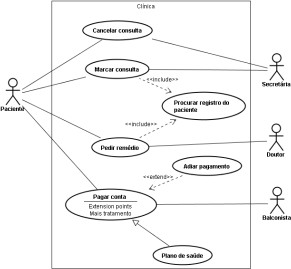 Clínica
Cancelar consulta
Marcar consulta
<<include>>
Secretária
Procurar registro do
paciente
Paciente
<<include>>
Pedir remédio
Doutor
Adiar pagamento
<<extend>>
Pagar conta
Extension points
Mais tratamento
Balconista
Plano de saúde